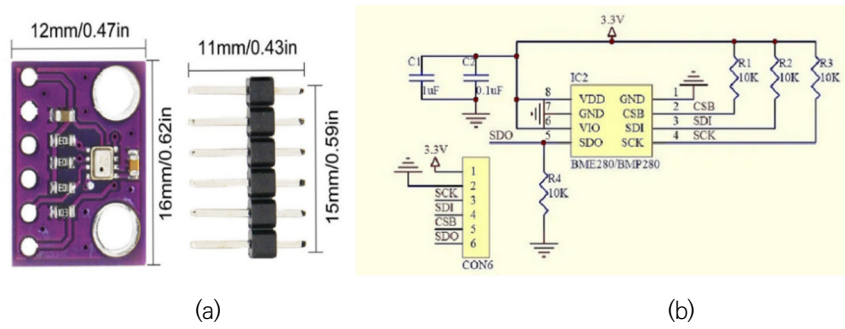 12mm/0.47in
11mm/0.43in
16mm/0.62in
15mm/0.59in
(a)
3.3V
C1
1uF
C2
0.1uF
R1
10K
R2
10K
R3
10K
IC2
8 VDD GND 1
7 GND CSB 2 CSB
6 VIO SDI 3 SDI
SDO 5 SDO SCK 4 SCK
BME280/BMP280
R4
10K
3.3V
1
2
SCK 3
SDI 4
CSB 5
SDO 6
CON6
(b)